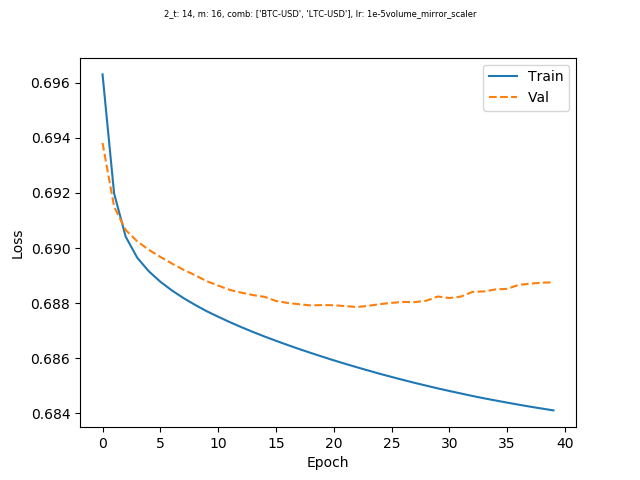 2_t: 14, m: 16, comb: ['BTC-USD', 'LTC-USD'], lr: 1e-5volume_mirror_scaler
Train
Val
0.696
0.694
0.692
0.690
0.688
0.686
0.684
Loss
0 5 10 15 20 25 30 35 40
Epoch